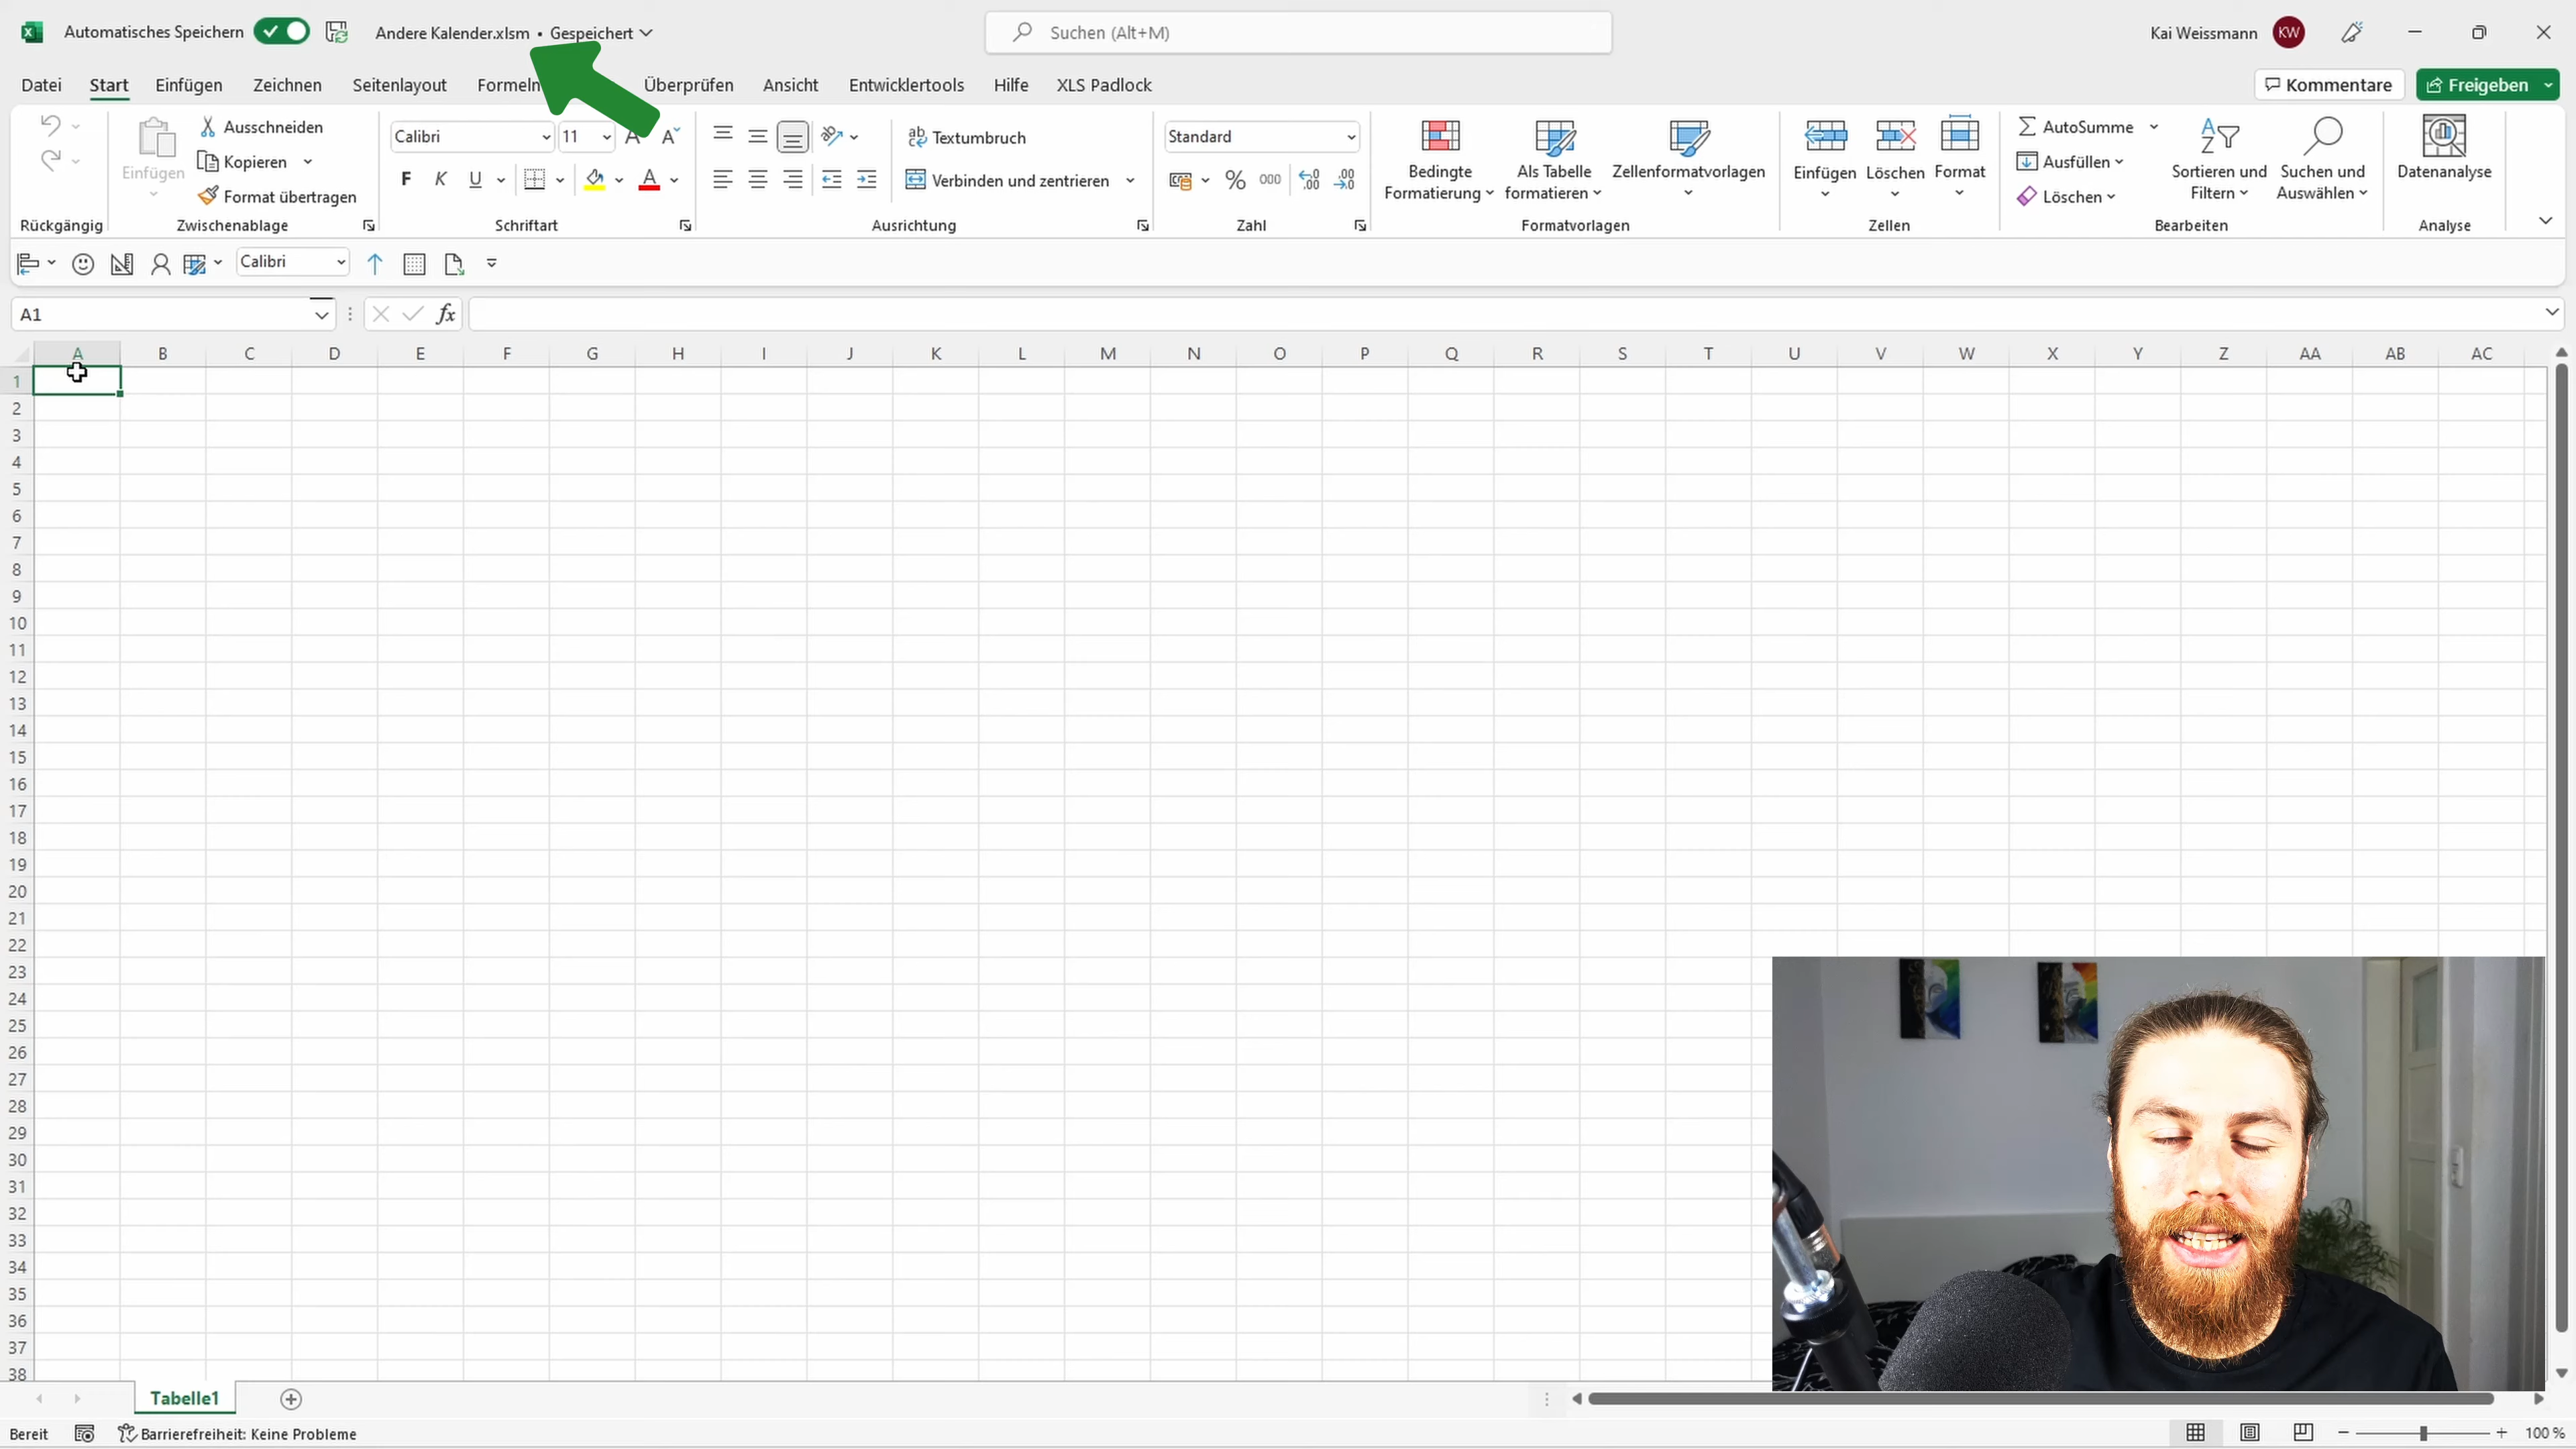 Automatisches Speichern Andere Kalender.xlsm • Gespeichert Suchen (Alt+M) Kai Weissmann KW
Datei Start Einfügen Zeichnen Seitenlayout Formeln Überprüfen Ansicht Entwicklertools Hilfe XLS Padlock Kommentare Freigeben
Einfügen
Ausschneiden
Kopieren
Format übertragen
Calibri 11
F K U A
Textumbruch
Verbinden und zentrieren
Standard
% 000
Bedingte Formatierung
Als Tabelle formatieren
Zellenformatvorlagen
Einfügen Löschen Format
AutoSumme
Ausfüllen
Löschen
Sortieren und Filtern
Suchen und Auswählen
Datenanalyse
Rückgängig Zwischenablage Schriftart Ausrichtung Zahl Formatvorlagen Zellen Bearbeiten Analyse
Calibri
A1 fx
A B C D E F G H I J K L M N O P Q R S T U V W X Y Z AA AB AC
1
2
3
4
5
6
7
8
9
10
11
12
13
14
15
16
17
18
19
20
21
22
23
24
25
26
27
28
29
30
31
32
33
34
35
36
37
38
Tabelle1
Bereit Barrierefreiheit: Keine Probleme 100 %